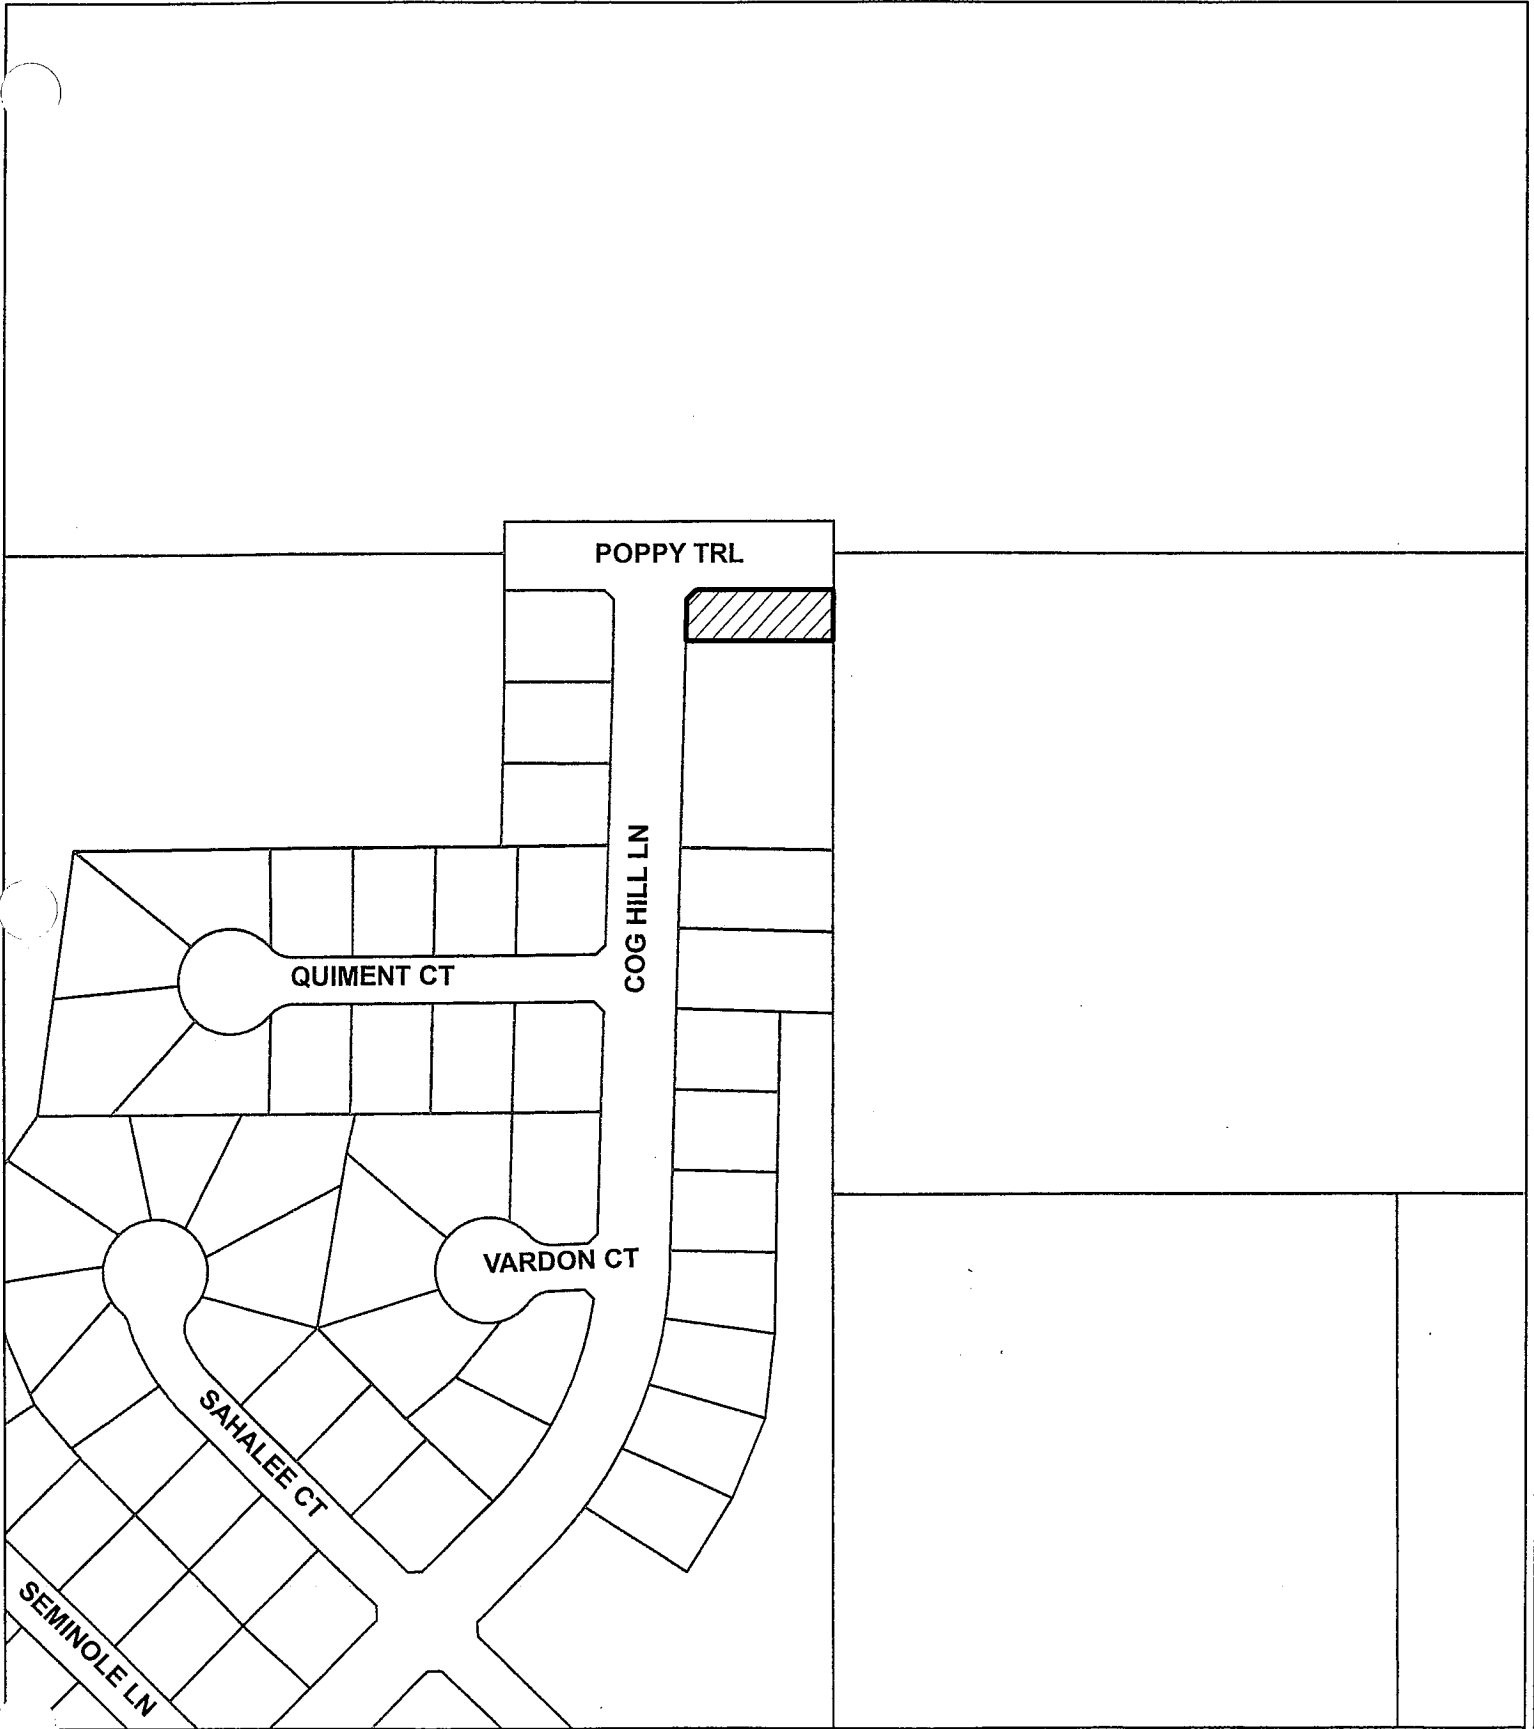 POPPY TRL
COG HILL LN
QUIMENT CT
VARDON CT
SAHALEE CT
SEMINOLE LN